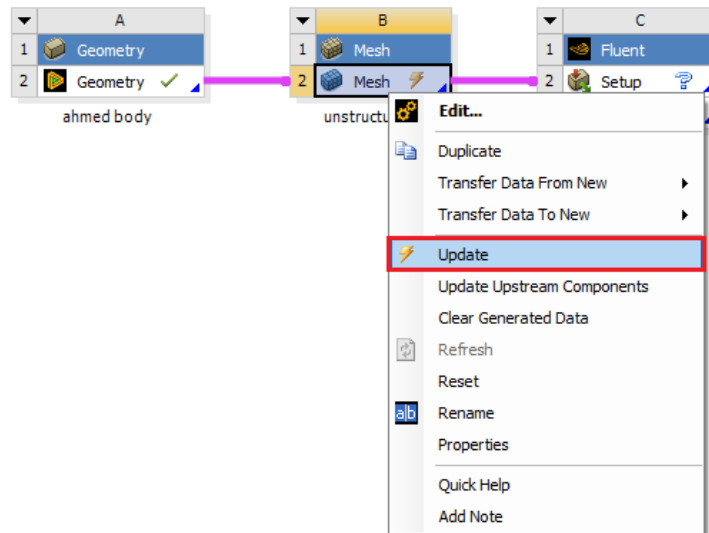 A
B
C
1 Geometry
1 Mesh
1 Fluent
2 Geometry
2 Mesh
2 Setup
ahmed body
unstructu
Edit...
Duplicate
Transfer Data From New
Transfer Data To New
Update
Update Upstream Components
Clear Generated Data
Refresh
Reset
a|b Rename
Properties
Quick Help
Add Note